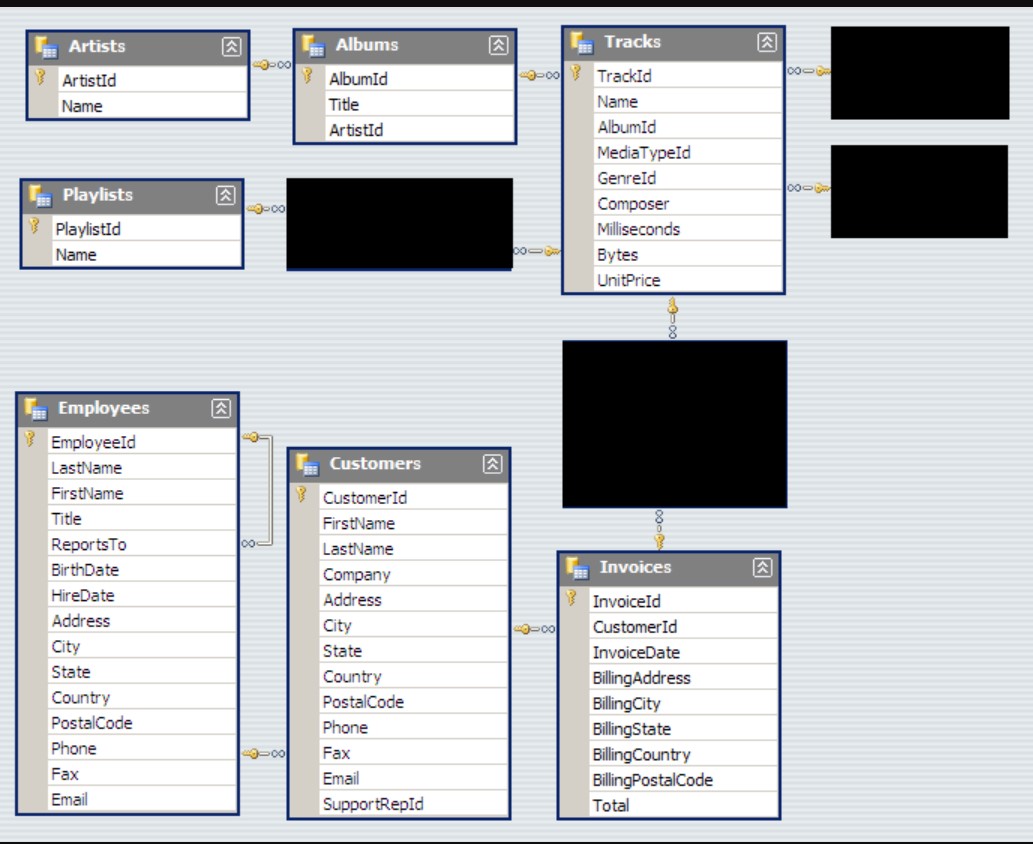 Artists
ArtistId
Name
Albums
AlbumId
Title
ArtistId
Tracks
TrackId
Name
AlbumId
MediaTypeId
GenreId
Composer
Milliseconds
Bytes
UnitPrice
Playlists
PlaylistId
Name
Employees
EmployeeId
LastName
FirstName
Title
ReportsTo
BirthDate
HireDate
Address
City
State
Country
PostalCode
Phone
Fax
Email
Customers
CustomerId
FirstName
LastName
Company
Address
City
State
Country
PostalCode
Phone
Fax
Email
SupportRepId
Invoices
InvoiceId
CustomerId
InvoiceDate
BillingAddress
BillingCity
BillingState
BillingCountry
BillingPostalCode
Total